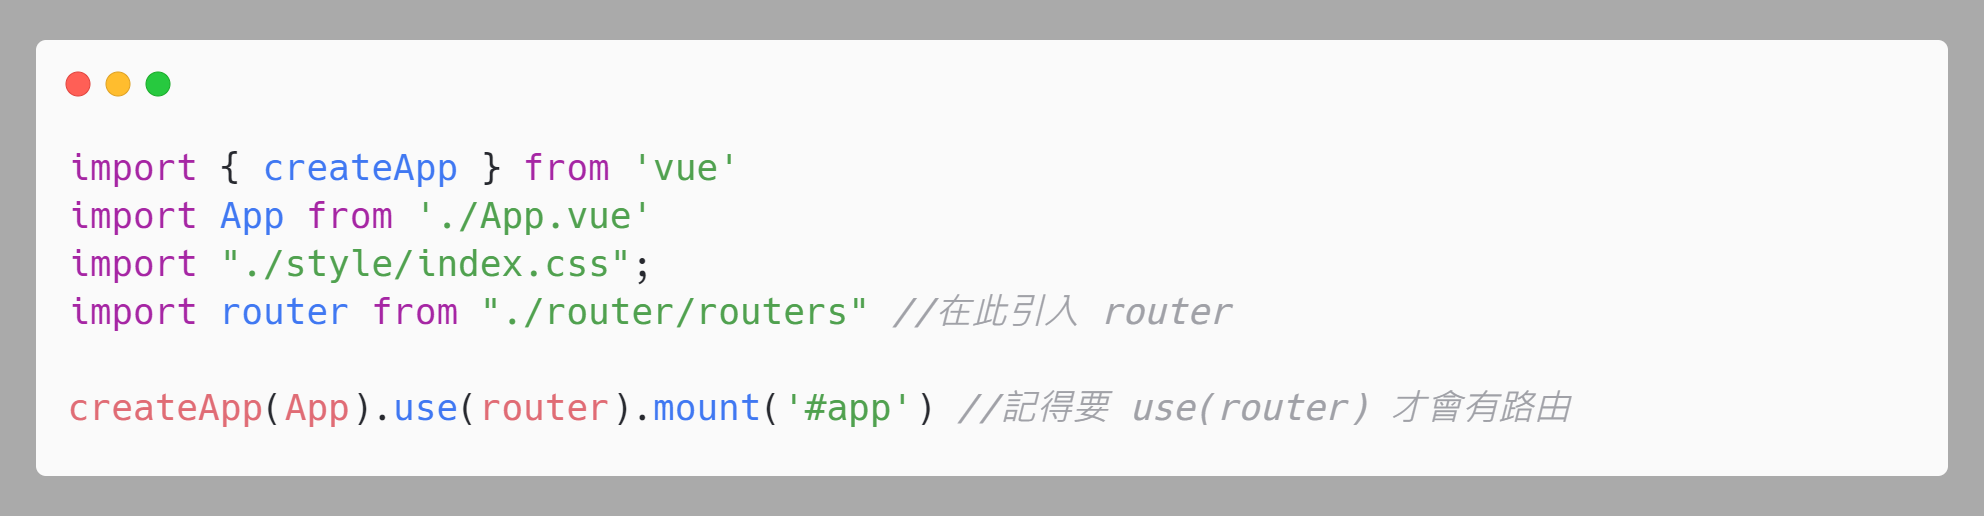 import { createApp } from 'vue'
import App from './App.vue'
import "./style/index.css";
import router from "./router/routers" //在此引入 router
createApp(App).use(router).mount('#app') //記得要 use(router) 才會有路由